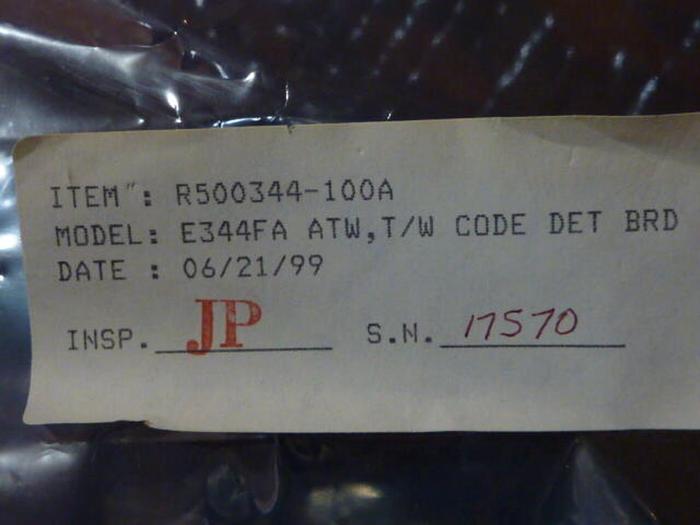 ITEM": R500344-100A
MODEL: E344FA ATW,T/W CODE DET BRD
DATE : 06/21/99
INSP. JP S.N. 17570